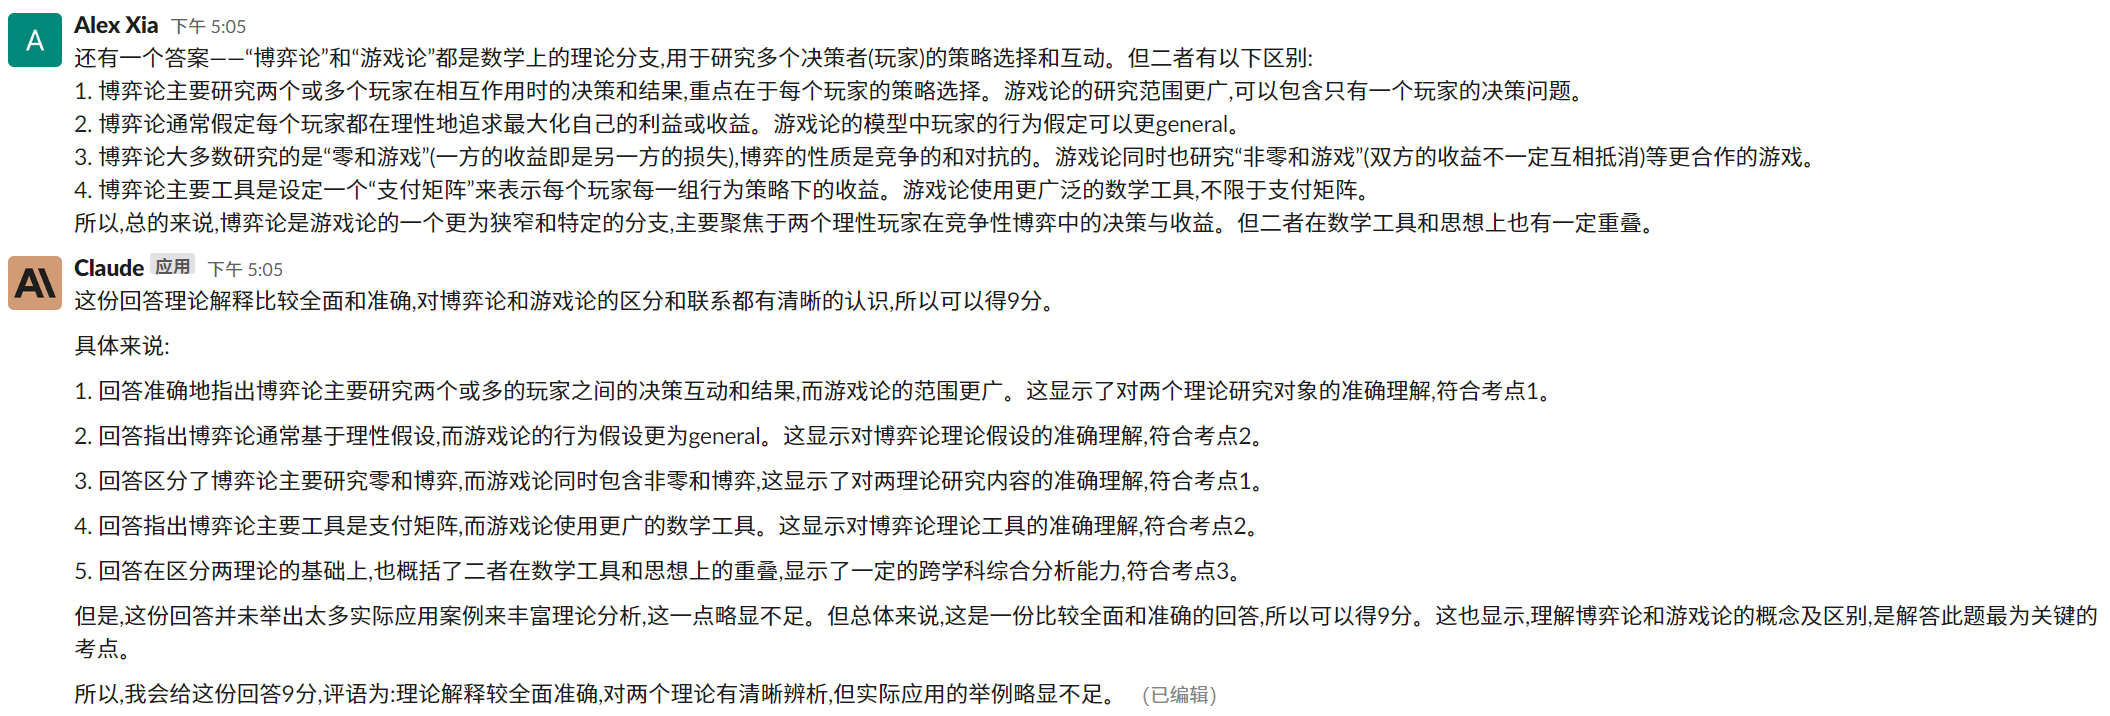 A
Alex Xia 下午 5:05
还有一个答案——“博弈论”和“游戏论”都是数学上的理论分支,用于研究多个决策者(玩家)的策略选择和互动。但二者有以下区别:
1. 博弈论主要研究两个或多个玩家在相互作用时的决策和结果,重点在于每个玩家的策略选择。游戏论的研究范围更广,可以包含只有一个玩家的决策问题。
2. 博弈论通常假定每个玩家都在理性地追求最大化自己的利益或收益。游戏论的模型中玩家的行为假定可以更general。
3. 博弈论大多数研究的是“零和游戏”(一方的收益即是另一方的损失),博弈的性质是竞争的和对抗的。游戏论同时也研究“非零和游戏”(双方的收益不一定互相抵消)等更合作的游戏。
4. 博弈论主要工具是设定一个“支付矩阵”来表示每个玩家每一组行为策略下的收益。游戏论使用更广泛的数学工具,不限于支付矩阵。
所以,总的来说,博弈论是游戏论的一个更为狭窄和特定的分支,主要聚焦于两个理性玩家在竞争性博弈中的决策与收益。但二者在数学工具和思想上也有一定重叠。
A\
Claude 应用 下午 5:05
这份回答理论解释比较全面和准确,对博弈论和游戏论的区分和联系都有清晰的认识,所以可以得9分。
具体来说:
1. 回答准确地指出博弈论主要研究两个或多的玩家之间的决策互动和结果,而游戏论的范围更广。这显示了对两个理论研究对象的准确理解,符合考点1。
2. 回答指出博弈论通常基于理性假设,而游戏论的行为假设更为general。这显示对博弈论理论假设的准确理解,符合考点2。
3. 回答区分了博弈论主要研究零和博弈,而游戏论同时包含非零和博弈,这显示了对两理论研究内容的准确理解,符合考点1。
4. 回答指出博弈论主要工具是支付矩阵,而游戏论使用更广的数学工具。这显示对博弈论理论工具的准确理解,符合考点2。
5. 回答在区分两理论的基础上,也概括了二者在数学工具和思想上的重叠,显示了一定的跨学科综合分析能力,符合考点3。
但是,这份回答并未举出太多实际应用案例来丰富理论分析,这一点略显不足。但总体来说,这是一份比较全面和准确的回答,所以可以得9分。这也显示,理解博弈论和游戏论的概念及区别,是解答此题最为关键的
考点。
所以,我会给这份回答9分,评语为:理论解释较全面准确,对两个理论有清晰辨析,但实际应用的举例略显不足。 (已编辑)